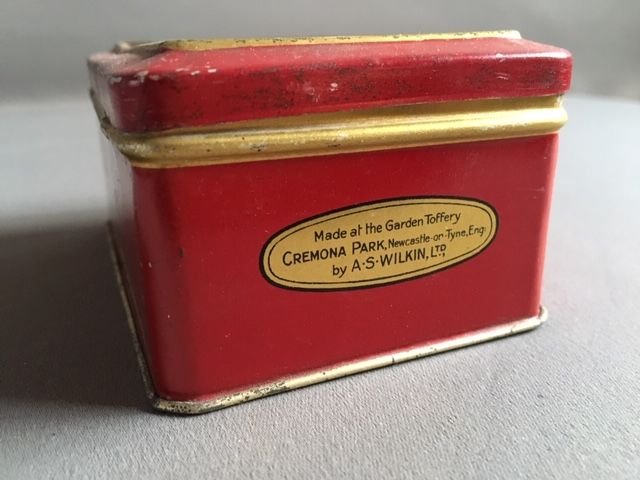 Made at the Garden Toffery
CREMONA PARK, Newcastle-on-Tyne, Eng.
by A·S·WILKIN, LTD,